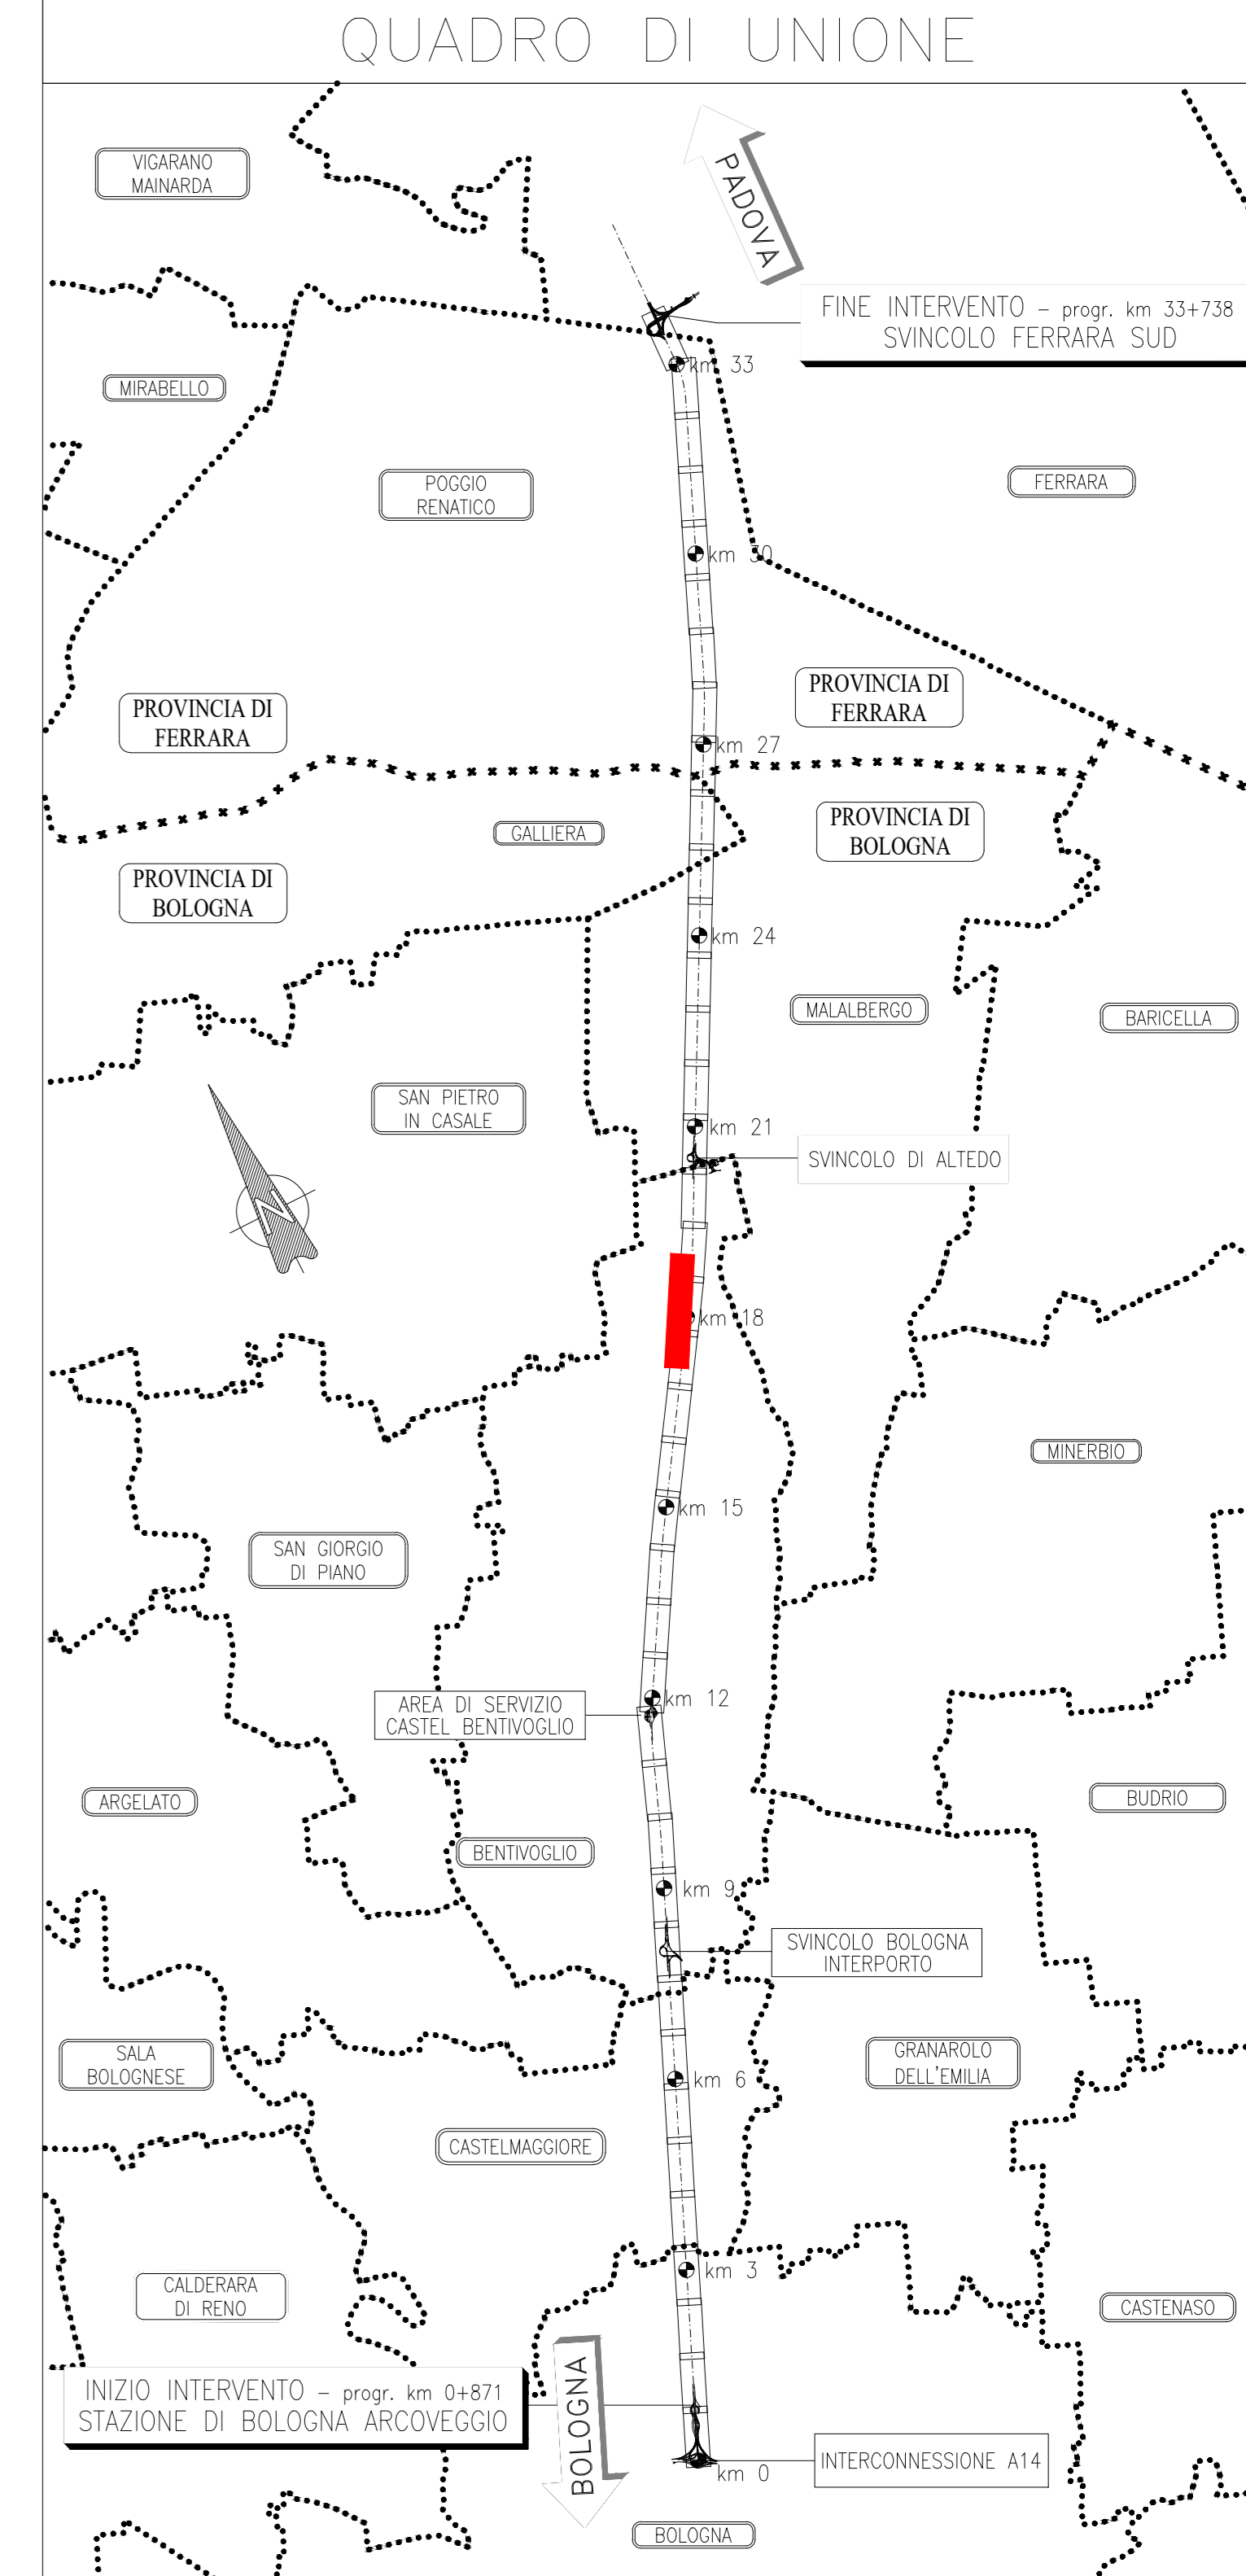 QUADRO DI UNIONE
VIGARANO
MAINARDA
PADOVA
FINE INTERVENTO – progr. km 33+738
SVINCOLO FERRARA SUD
km 33
MIRABELLO
POGGIO
RENATICO
FERRARA
km 30
PROVINCIA DI
FERRARA
PROVINCIA DI
FERRARA
km 27
GALLIERA
PROVINCIA DI
BOLOGNA
PROVINCIA DI
BOLOGNA
km 24
MALALBERGO
BARICELLA
SAN PIETRO
IN CASALE
km 21
SVINCOLO DI ALTEDO
N
km 18
MINERBIO
km 15
SAN GIORGIO
DI PIANO
km 12
AREA DI SERVIZIO
CASTEL BENTIVOGLIO
ARGELATO
BUDRIO
BENTIVOGLIO
km 9
SVINCOLO BOLOGNA
INTERPORTO
SALA
BOLOGNESE
GRANAROLO
DELL'EMILIA
km 6
CASTELMAGGIORE
km 3
CALDERARA
DI RENO
CASTENASO
INIZIO INTERVENTO – progr. km 0+871
STAZIONE DI BOLOGNA ARCOVEGGIO
BOLOGNA
INTERCONNESSIONE A14
km 0
BOLOGNA